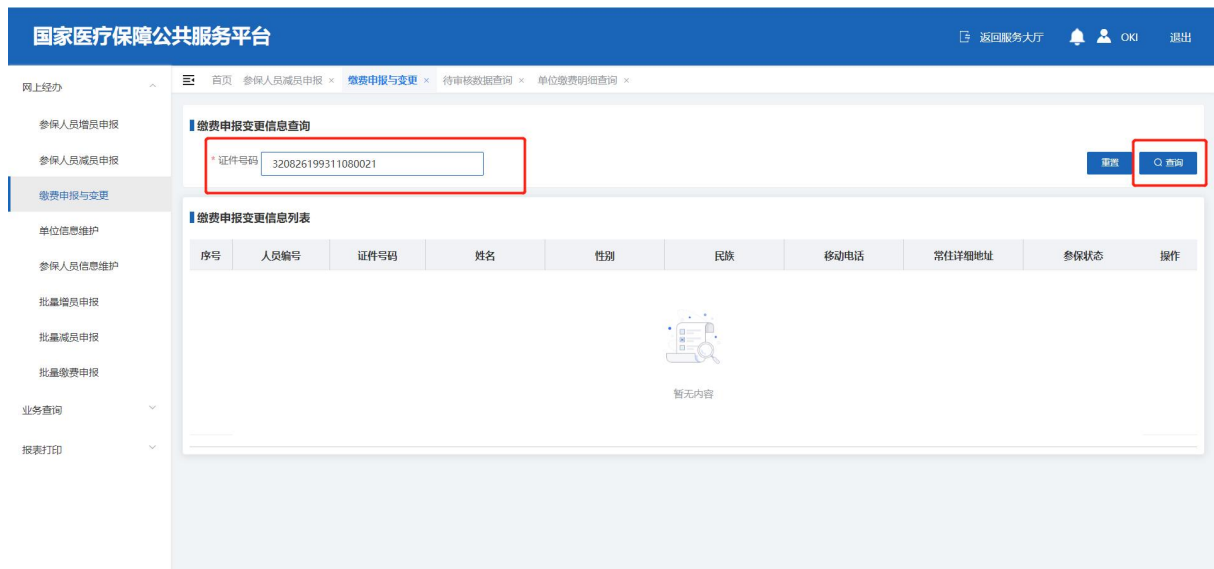 国家医疗保障公共服务平台
返回服务大厅 OKI 退出
网上经办
参保人员增员申报
参保人员减员申报
缴费申报与变更
单位信息维护
参保人员信息维护
批量增员申报
批量减员申报
批量缴费申报
业务查询
报表打印
首页 参保人员减员申报 × 缴费申报与变更 × 待审核数据查询 × 单位缴费明细查询 ×
缴费申报变更信息查询
* 证件号码 320826199311080021
重置 查询
缴费申报变更信息列表
序号 人员编号 证件号码 姓名 性别 民族 移动电话 常住详细地址 参保状态 操作
暂无内容